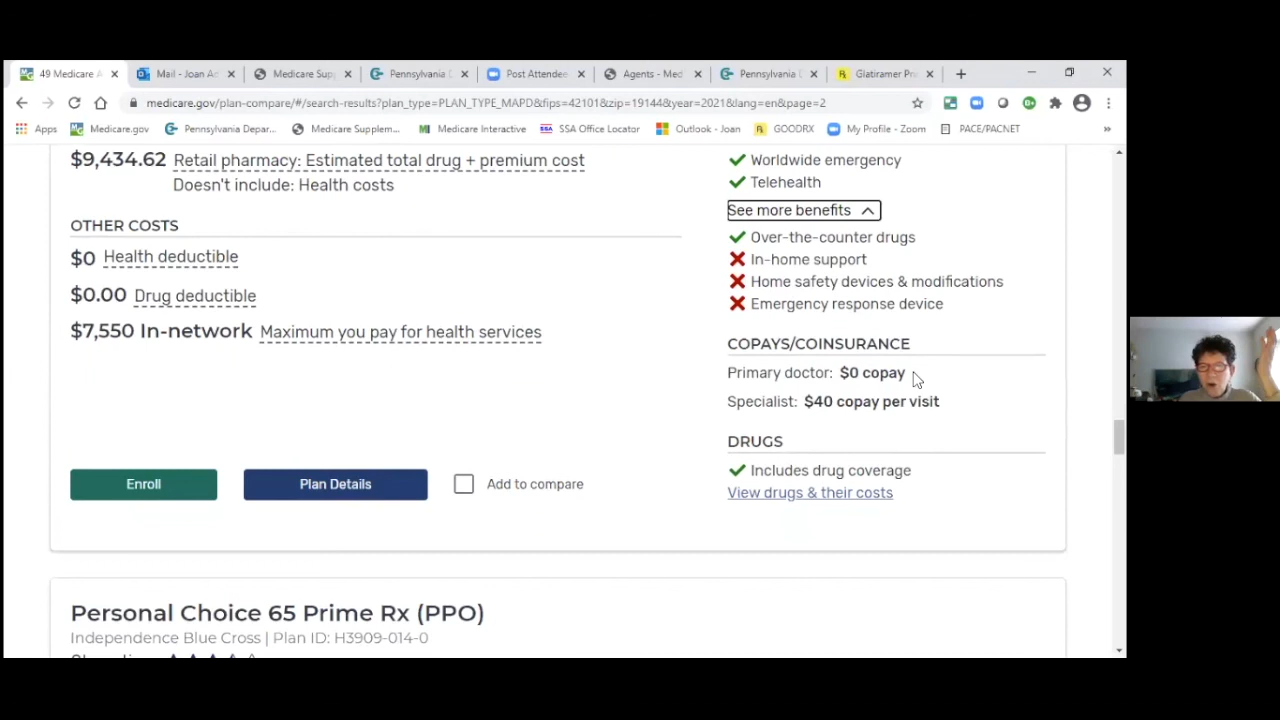 49 Medicare A
Mail - Joan Ac
Medicare Sup
Pennsylvania
Post Attendee
Agents - Med
Pennsylvania
Glatiramer Pri
medicare.gov/plan-compare/#/search-results?plan_type=PLAN_TYPE_MAPD&fips=42101&zip=19144&year=2021&lang=en&page=2
Apps
Medicare.gov
Pennsylvania Depar...
Medicare Supplem...
Medicare Interactive
SSA Office Locator
Outlook - Joan
GOODRX
My Profile - Zoom
PACE/PACNET
$9,434.62 Retail pharmacy: Estimated total drug + premium cost
Doesn't include: Health costs
OTHER COSTS
$0 Health deductible
$0.00 Drug deductible
$7,550 In-network Maximum you pay for health services
Enroll
Plan Details
Add to compare
Worldwide emergency
Telehealth
See more benefits
Over-the-counter drugs
In-home support
Home safety devices & modifications
Emergency response device
COPAYS/COINSURANCE
Primary doctor: $0 copay
Specialist: $40 copay per visit
DRUGS
Includes drug coverage
View drugs & their costs
Personal Choice 65 Prime Rx (PPO)
Independence Blue Cross | Plan ID: H3909-014-0